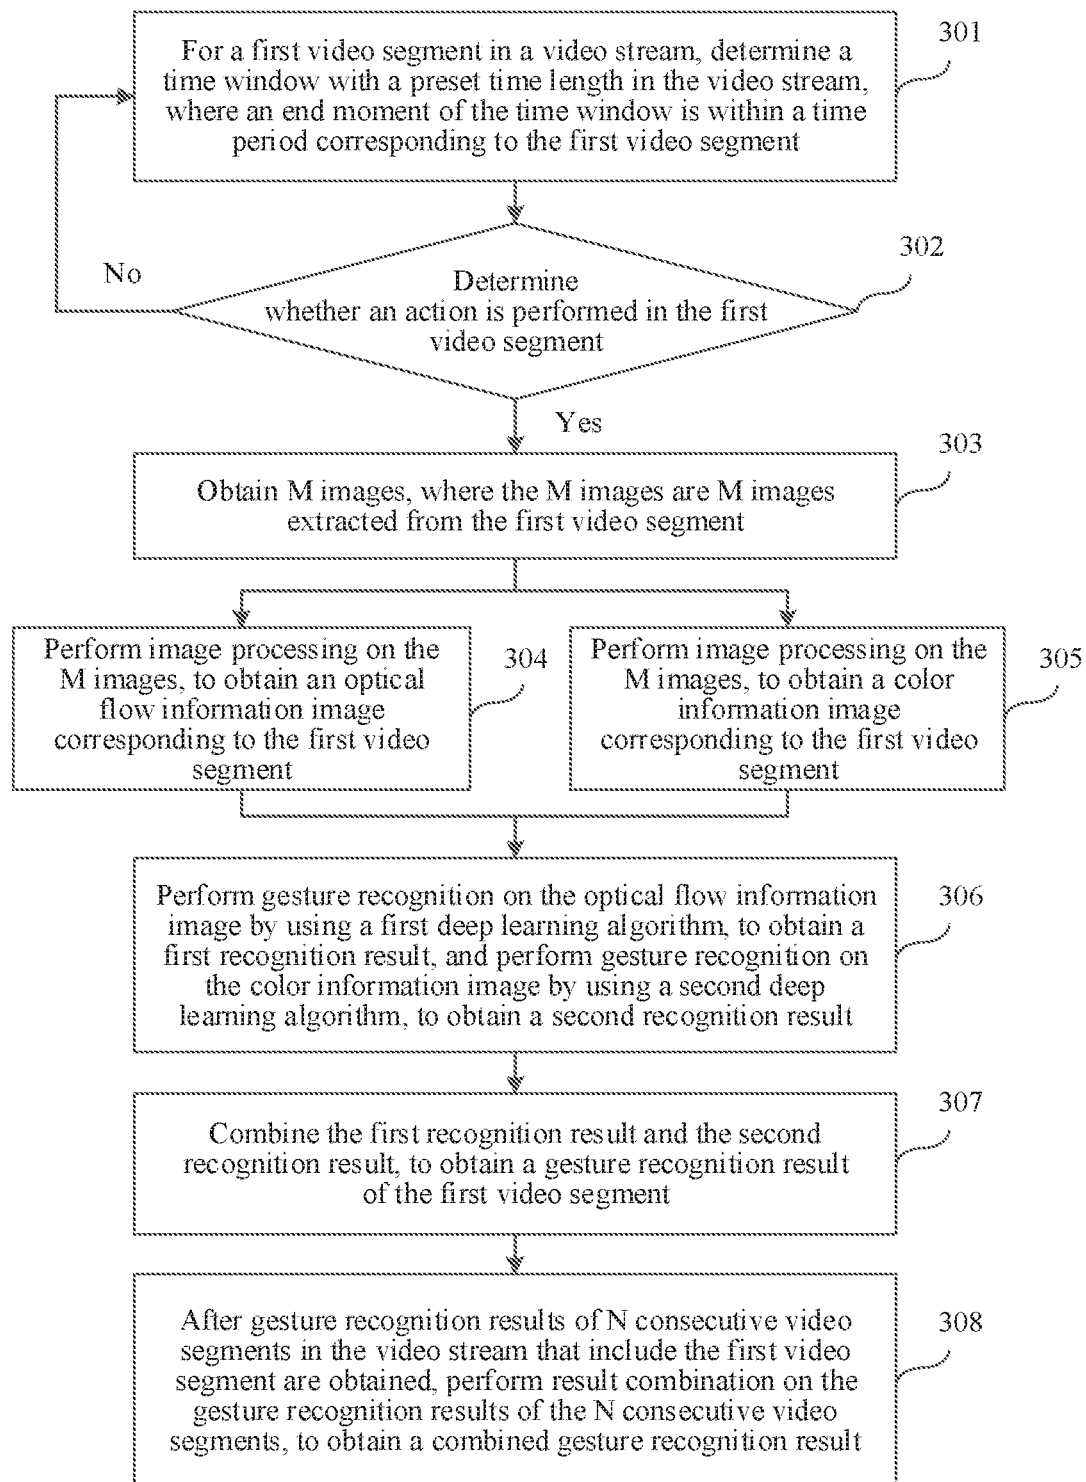 301
For a first video segment in a video stream, determine a
time window with a preset time length in the video stream,
where an end moment of the time window is within a time
period corresponding to the first video segment
302
No
Determine
whether an action is performed in the first
video segment
Yes
303
Obtain M images, where the M images are M images
extracted from the first video segment
Perform image processing on the
M images, to obtain an optical
flow information image
corresponding to the first video
segment
304
Perform image processing on the
M images, to obtain a color
information image
corresponding to the first video
segment
305
Perform gesture recognition on the optical flow information
image by using a first deep learning algorithm, to obtain a
first recognition result, and perform gesture recognition on
the color information image by using a second deep
learning algorithm, to obtain a second recognition result
306
307
Combine the first recognition result and the second
recognition result, to obtain a gesture recognition result
of the first video segment
After gesture recognition results of N consecutive video
segments in the video stream that include the first video
segment are obtained, perform result combination on the
gesture recognition results of the N consecutive video
segments, to obtain a combined gesture recognition result
308